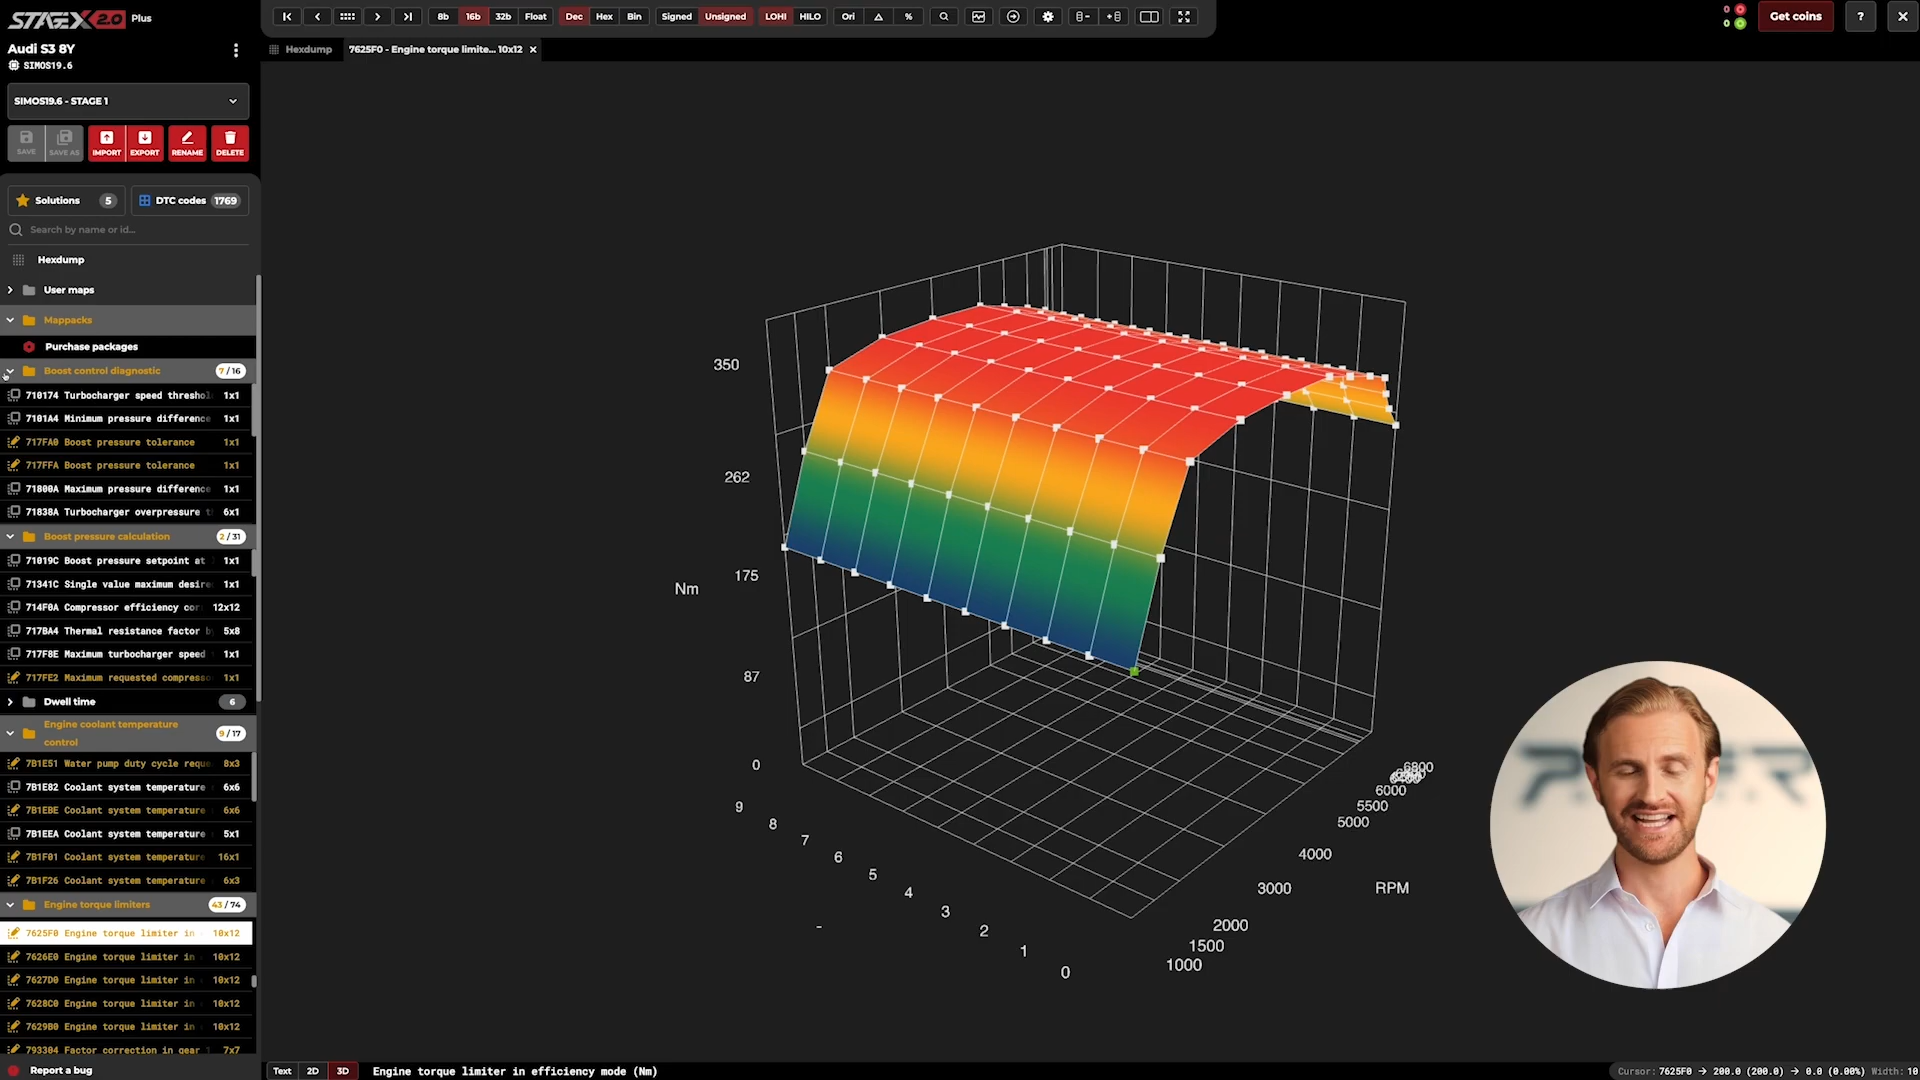 STAGEX 2.0 Plus
8b 16b 32b Float Dec Hex Bin Signed Unsigned LOHI HILO Ori Δ %
0
0
Get coins ?
Audi S3 8Y
SIMOS19.6
Hexdump 7625F0 - Engine torque limite... 10x12
SIMOS19.6 - STAGE 1
SAVE SAVE AS IMPORT EXPORT RENAME DELETE
Solutions 5 DTC codes 1769
Search by name or id...
Hexdump
User maps
Mappacks
Purchase packages
Boost control diagnostic 7 / 16
710174 Turbocharger speed threshol 1x1
7101A4 Minimum pressure difference 1x1
717FA0 Boost pressure tolerance 1x1
717FFA Boost pressure tolerance 1x1
71800A Maximum pressure difference 1x1
71838A Turbocharger overpressure t 6x1
Boost pressure calculation 2 / 31
71019C Boost pressure setpoint at 1x1
71341C Single value maximum desire 1x1
714F0A Compressor efficiency cor 12x12
717BA4 Thermal resistance factor b 5x8
717F8E Maximum turbocharger speed 1x1
717FE2 Maximum requested compresso 1x1
Dwell time 6
Engine coolant temperature
control 9 / 17
7B1E51 Water pump duty cycle reque 8x3
7B1E82 Coolant system temperature 6x6
7B1EBE Coolant system temperature 6x6
7B1EEA Coolant system temperature 5x1
7B1F01 Coolant system temperature 16x1
7B1F26 Coolant system temperature 6x3
Engine torque limiters 43 / 74
7625F0 Engine torque limiter in 10x12
7626E0 Engine torque limiter in 10x12
7627D0 Engine torque limiter in 10x12
7628C0 Engine torque limiter in 10x12
7629B0 Engine torque limiter in 10x12
793304 Factor correction in gear 7x7
Report a bug
350
262
175
87
0
Nm
9
8
7
6
5
4
3
2
1
0
-
6800
6000
5500
5000
4000
3000
2000
1500
1000
RPM
Text 2D 3D Engine torque limiter in efficiency mode (Nm)
Cursor: 7625F0 → 200.0 (200.0) → 0.0 (0.00%) Width: 10